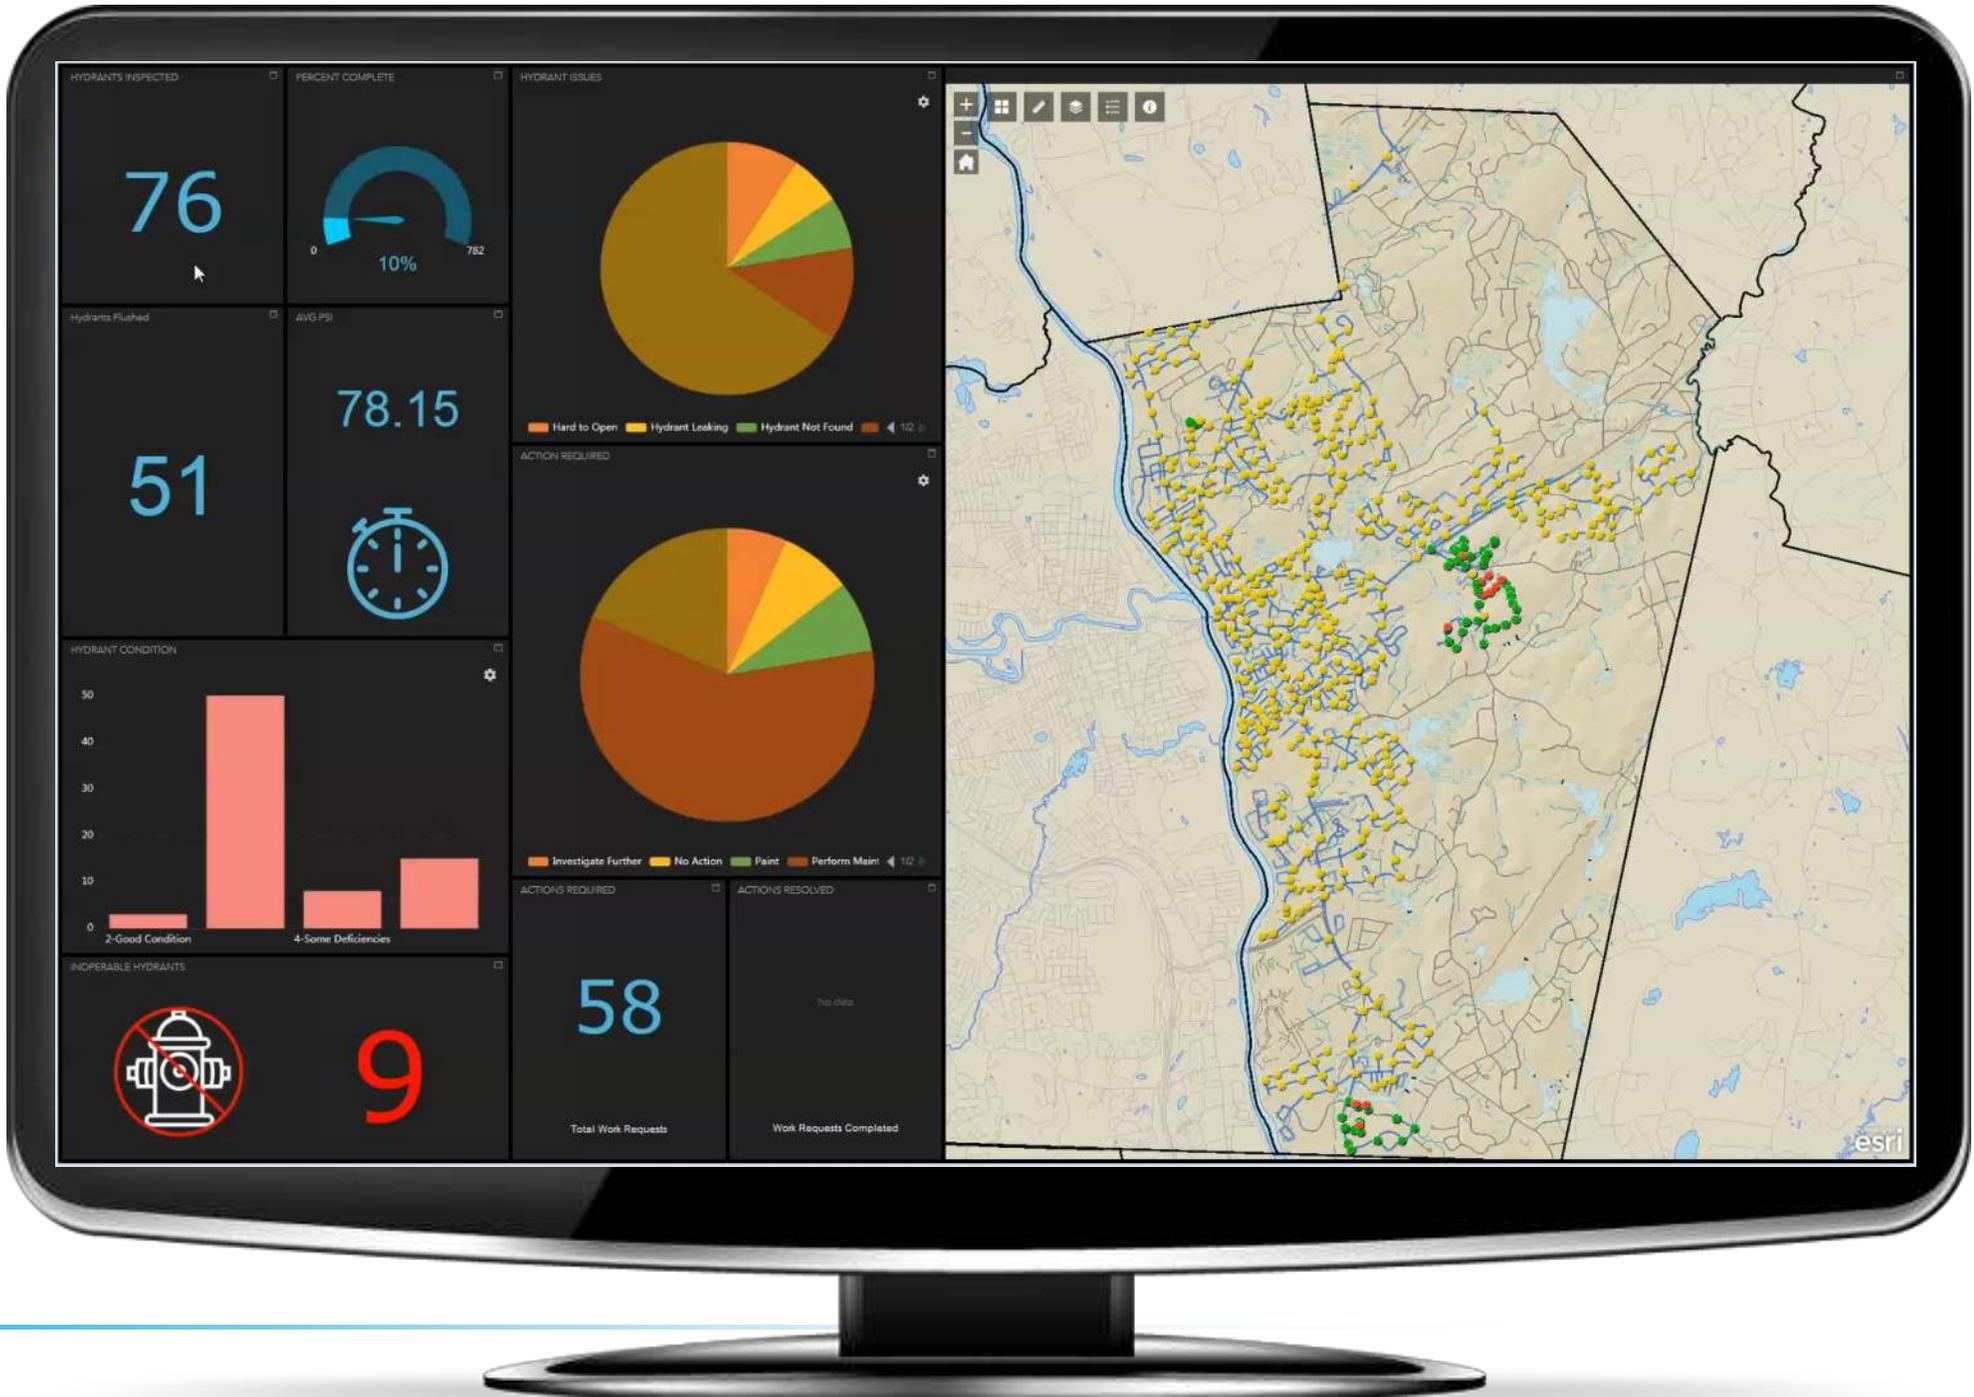 HYDRANTS INSPECTED
76
PERCENT COMPLETE
0
782
10%
Hydrants Flushed
51
AVG PSI
78.15
HYDRANT CONDITION
50
40
30
20
10
0
2-Good Condition
4-Some Deficiencies
INOPERABLE HYDRANTS
9
HYDRANT ISSUES
Hard to Open
Hydrant Leaking
Hydrant Not Found
1/2
ACTION REQUIRED
Investigate Further
No Action
Paint
Perform Main
1/2
ACTIONS REQUIRED
58
Total Work Requests
ACTIONS RESOLVED
No data
Work Requests Completed
esri